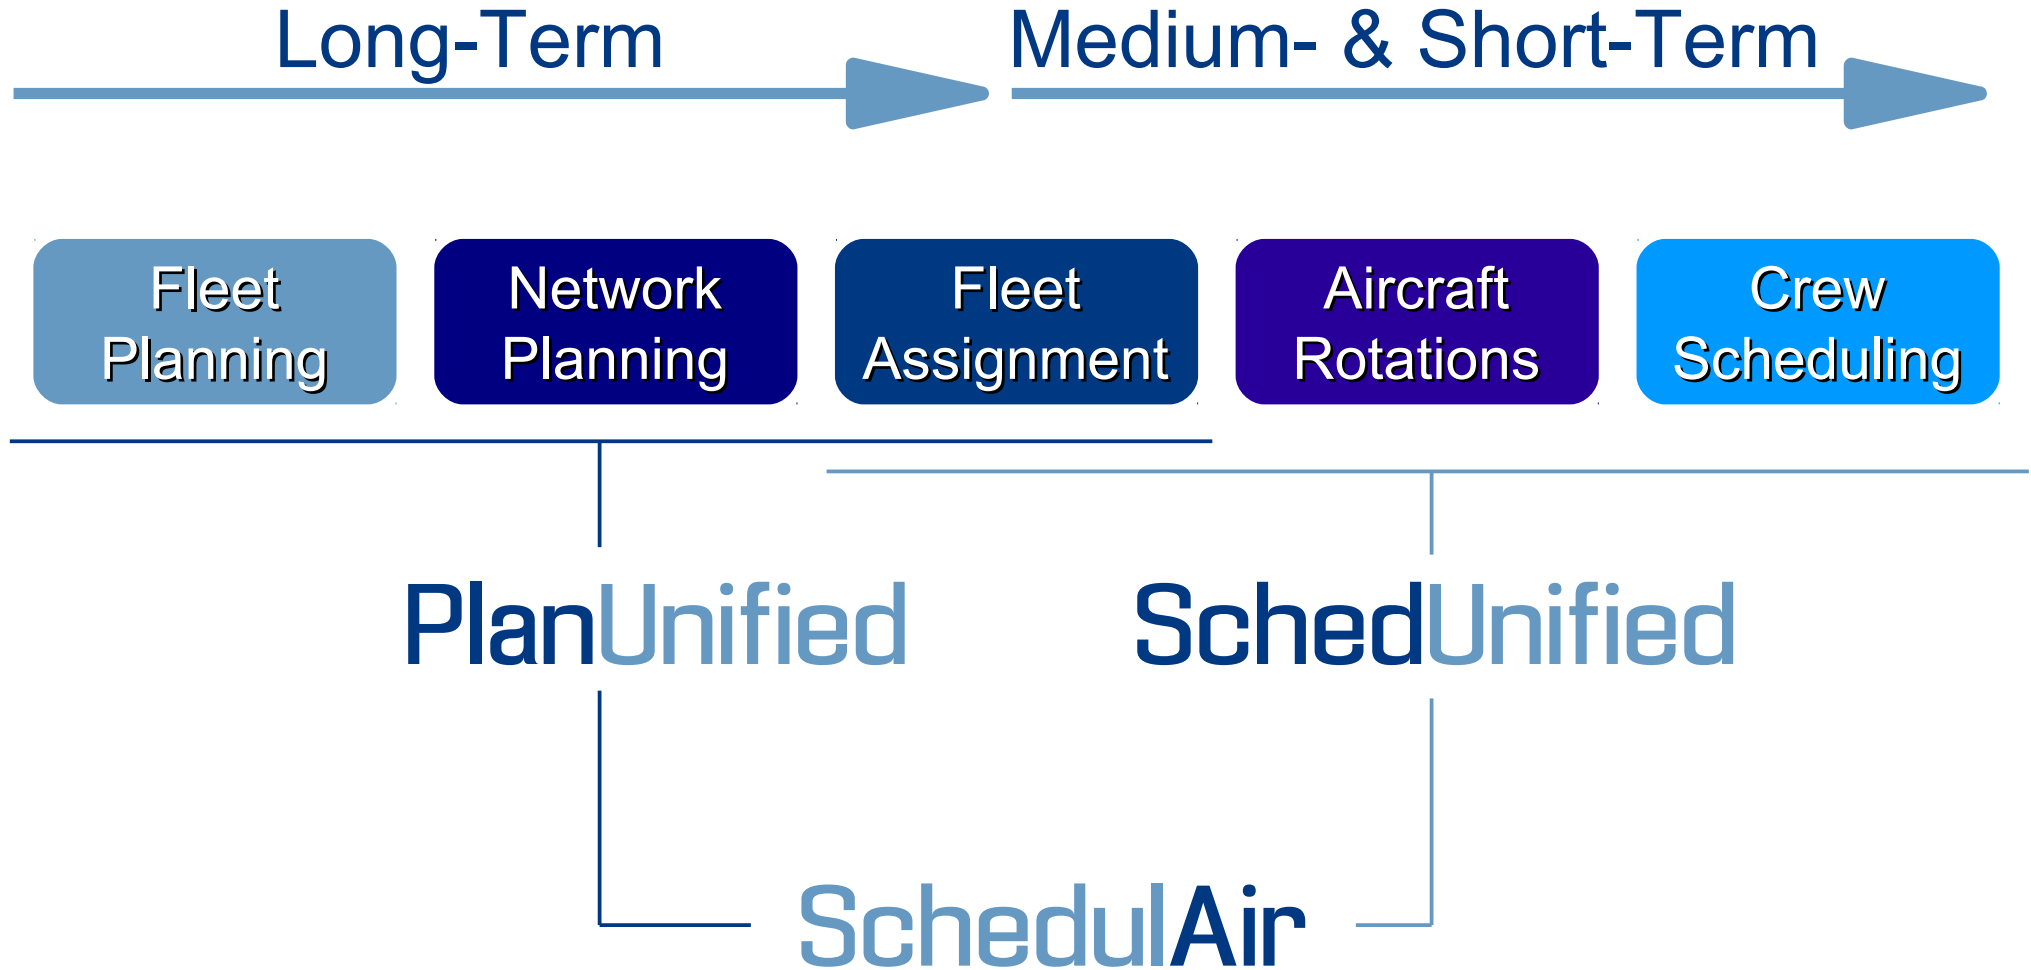 Long-Term
Medium- & Short-Term
Fleet
Planning
Network
Planning
Fleet
Assignment
Aircraft
Rotations
Crew
Scheduling
PlanUnified
SchedUnified
SchedulAir